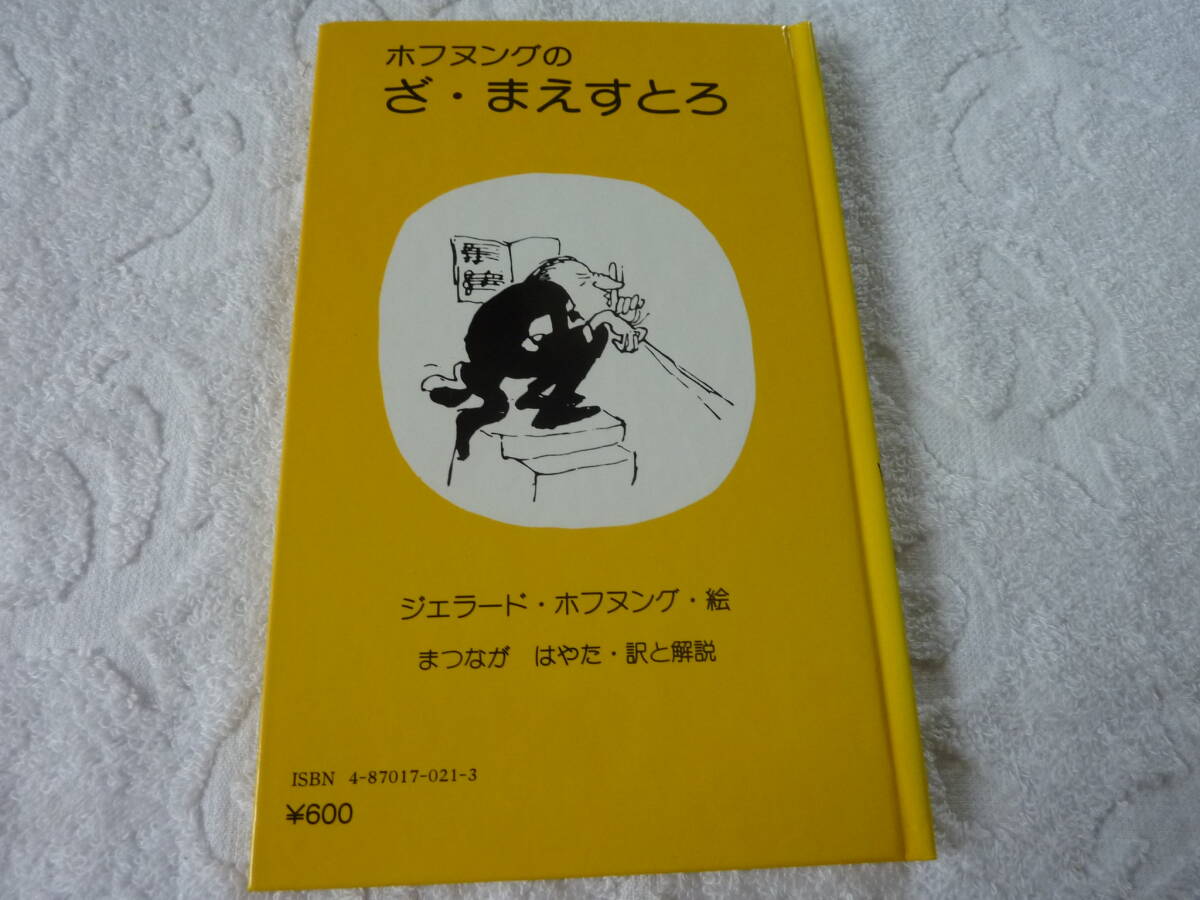 ホフヌングの
ざ・まえすとろ
ジェラード・ホフヌング・絵
まつなが　はやた・訳と解説
ISBN 4-87017-021-3
¥600